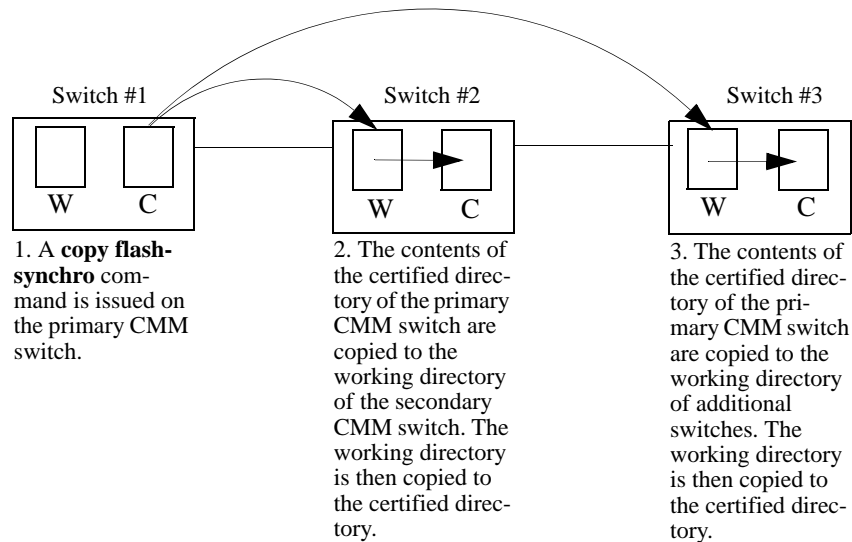 Switch #1
Switch #2
Switch #3
W
C
W
C
W
C
1. A copy flash-
synchro com-
mand is issued on
the primary CMM
switch.
2. The contents of
the certified direc-
tory of the primary
CMM switch are
copied to the
working directory
of the secondary
CMM switch. The
working directory
is then copied to
the certified direc-
tory.
3. The contents of
the certified direc-
tory of the pri-
mary CMM switch
are copied to the
working directory
of additional
switches. The
working directory
is then copied to
the certified direc-
tory.